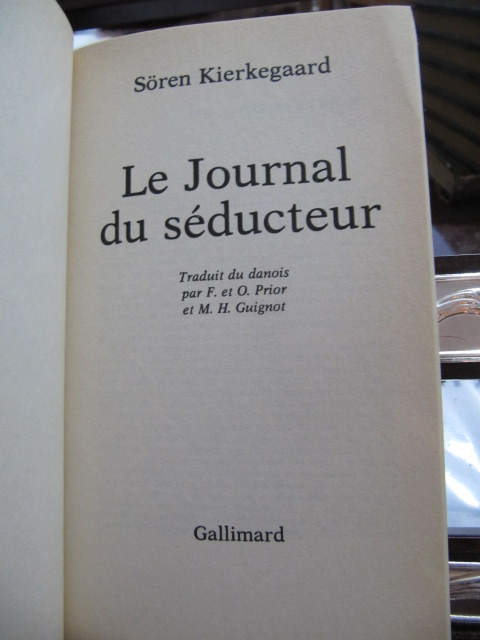 Sören Kierkegaard
Le Journal
du séducteur
Traduit du danois
par F. et O. Prior
et M. H. Guignot
Gallimard